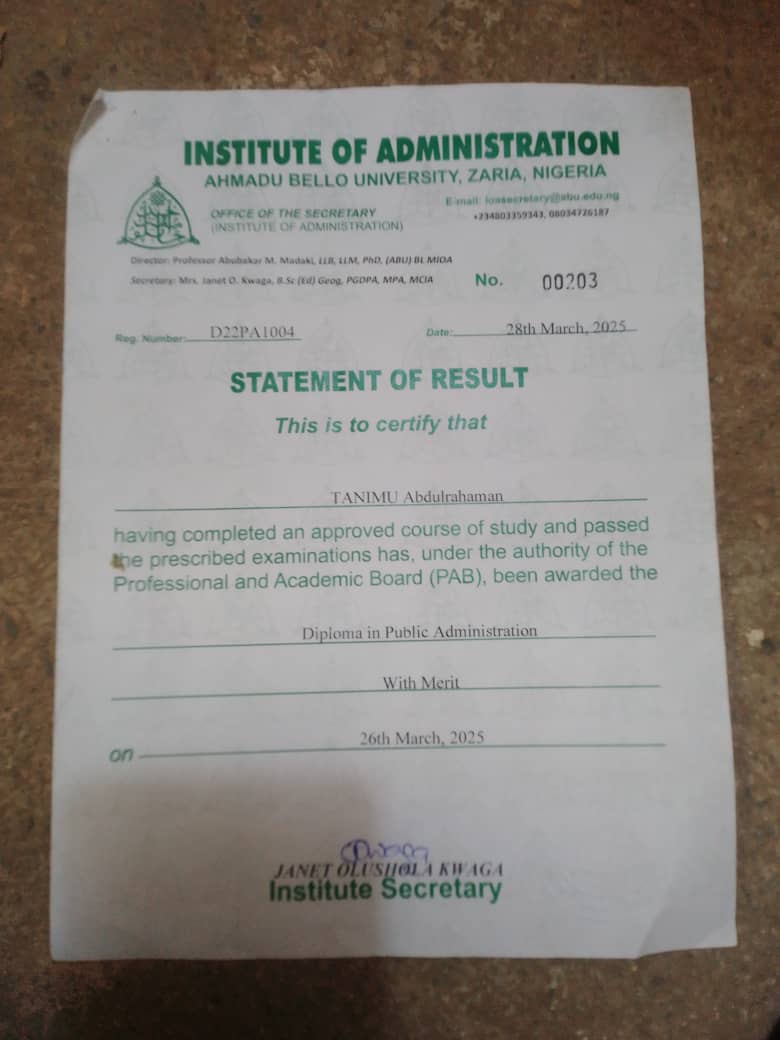 INSTITUTE OF ADMINISTRATION
AHMADU BELLO UNIVERSITY, ZARIA, NIGERIA
OFFICE OF THE SECRETARY
(INSTITUTE OF ADMINISTRATION)
E-mail: ioasecretary@abu.edu.ng
+234803359343, 08034726187
Director: Professor Abubakar M. Madaki, LLB, LLM, PhD, (ABU) BL MIOA
Secretary: Mrs. Janet O. Kwaga, B.Sc (Ed) Geog, PGDPA, MPA, MCIA
No. 00203
Reg. Number: D22PA1004
Date: 28th March, 2025
STATEMENT OF RESULT
This is to certify that
TANIMU Abdulrahaman
having completed an approved course of study and passed
the prescribed examinations has, under the authority of the
Professional and Academic Board (PAB), been awarded the
Diploma in Public Administration
With Merit
on 26th March, 2025
JANET OLUSHOLA KWAGA
Institute Secretary